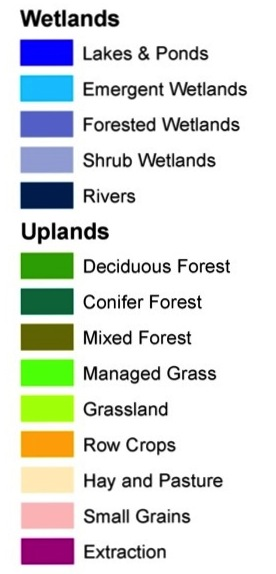 Wetlands
Lakes & Ponds
Emergent Wetlands
Forested Wetlands
Shrub Wetlands
Rivers
Uplands
Deciduous Forest
Conifer Forest
Mixed Forest
Managed Grass
Grassland
Row Crops
Hay and Pasture
Small Grains
Extraction